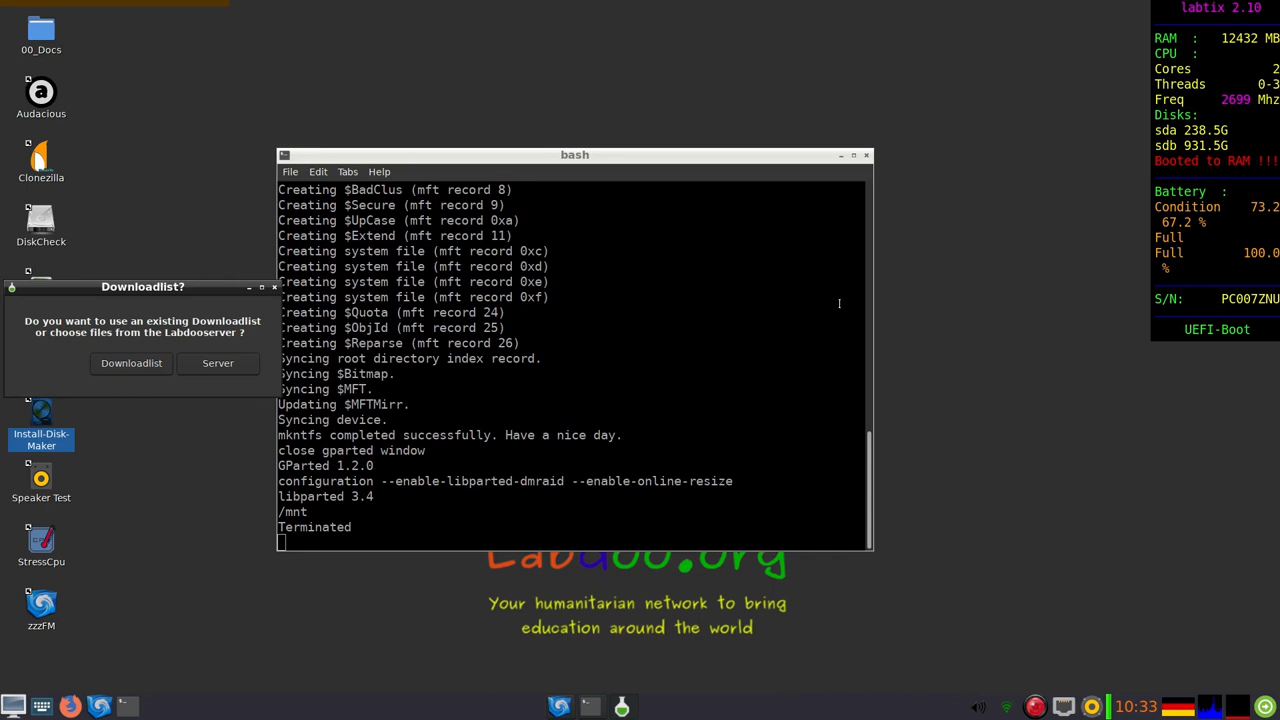 00_Docs
Audacious
Clonezilla
DiskCheck
Downloadlist?
Do you want to use an existing Downloadlist
or choose files from the Labdooserver ?
Downloadlist
Server
Install-Disk-
Maker
Speaker Test
StressCpu
zzzFM
bash
File Edit Tabs Help
Creating $BadClus (mft record 8)
Creating $Secure (mft record 9)
Creating $UpCase (mft record 0xa)
Creating $Extend (mft record 11)
Creating system file (mft record 0xc)
Creating system file (mft record 0xd)
Creating system file (mft record 0xe)
Creating system file (mft record 0xf)
Creating $Quota (mft record 24)
Creating $ObjId (mft record 25)
Creating $Reparse (mft record 26)
Syncing root directory index record.
Syncing $Bitmap.
Syncing $MFT.
Updating $MFTMirr.
Syncing device.
mkntfs completed successfully. Have a nice day.
close gparted window
GParted 1.2.0
configuration --enable-libparted-dmraid --enable-online-resize
libparted 3.4
/mnt
Terminated
Labdoo.org
Your humanitarian network to bring
education around the world
labtix 2.10
RAM : 12432 MB
CPU :
Cores 2
Threads 0-3
Freq 2699 Mhz
Disks:
sda 238.5G
sdb 931.5G
Booted to RAM !!!
Battery :
Condition 73.2
67.2 %
Full
Full 100.0
%
S/N: PC007ZNU
UEFI-Boot
10:33